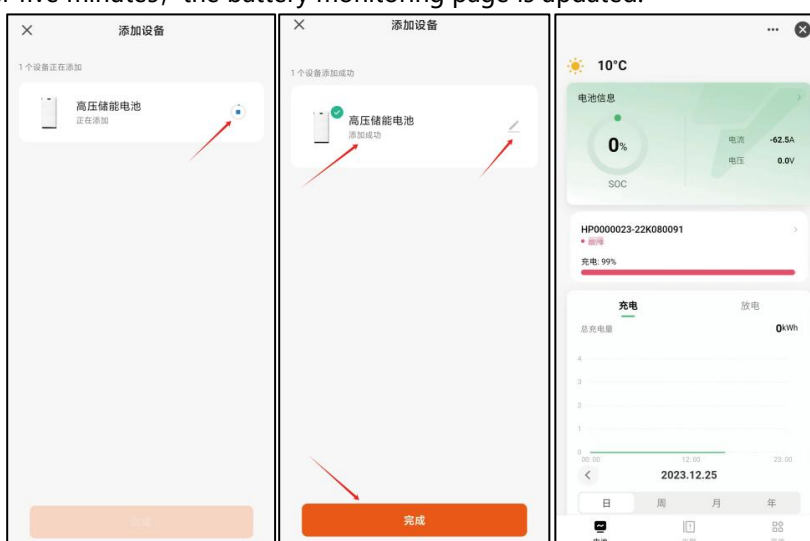 five minutes, the battery monitoring page is updated.
添加设备
1 个设备正在添加
高压储能电池
正在添加
完成
添加设备
1 个设备添加成功
高压储能电池
添加成功
完成
10°C
电池信息
0%
SOC
电流 -62.5A
电压 0.0V
HP0000023-22K080091
充电: 99%
充电 放电
总充电量 0kWh
4
3
2
1
0
00:00 12:00 23:00
2023.12.25
日 周 月 年